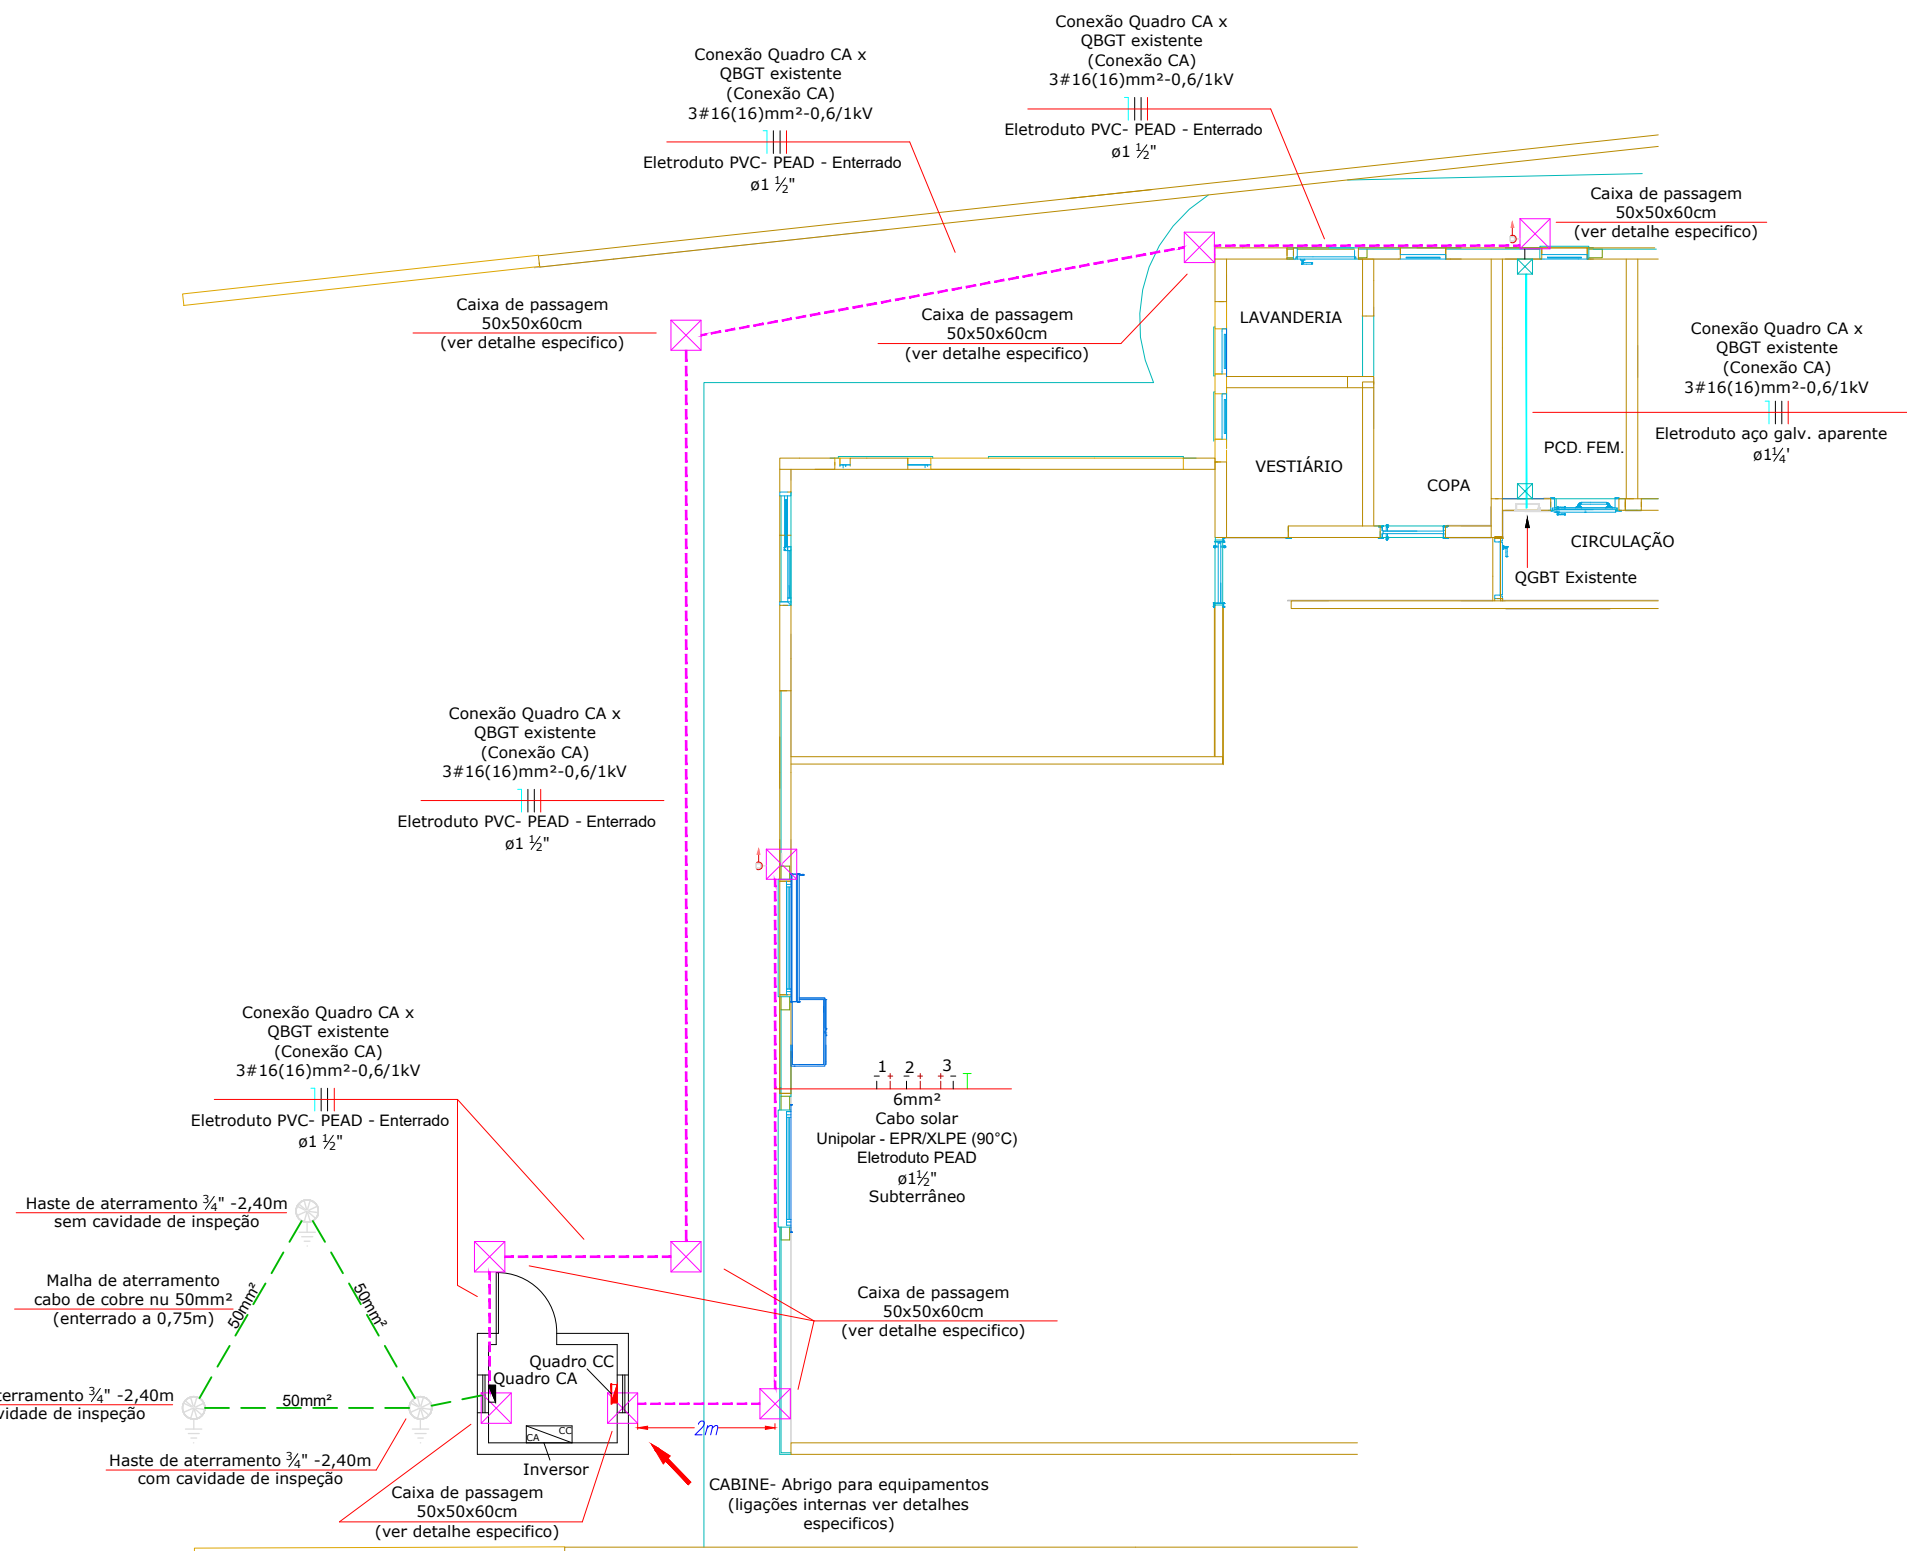 Conexão Quadro CA x
QBGT existente
(Conexão CA)
3#16(16)mm²-0,6/1kV
Eletroduto PVC- PEAD - Enterrado
ø1 ½"
Conexão Quadro CA x
QBGT existente
(Conexão CA)
3#16(16)mm²-0,6/1kV
Eletroduto PVC- PEAD - Enterrado
ø1 ½"
Caixa de passagem
50x50x60cm
(ver detalhe especifico)
Caixa de passagem
50x50x60cm
(ver detalhe especifico)
Caixa de passagem
50x50x60cm
(ver detalhe especifico)
LAVANDERIA
Conexão Quadro CA x
QBGT existente
(Conexão CA)
3#16(16)mm²-0,6/1kV
Eletroduto aço galv. aparente
ø1¼'
PCD. FEM.
VESTIÁRIO
COPA
CIRCULAÇÃO
QGBT Existente
Conexão Quadro CA x
QBGT existente
(Conexão CA)
3#16(16)mm²-0,6/1kV
Eletroduto PVC- PEAD - Enterrado
ø1 ½"
Conexão Quadro CA x
QBGT existente
(Conexão CA)
3#16(16)mm²-0,6/1kV
Eletroduto PVC- PEAD - Enterrado
ø1 ½"
-1+ -2+ +3-
6mm²
Cabo solar
Unipolar - EPR/XLPE (90°C)
Eletroduto PEAD
ø1½"
Subterrâneo
Haste de aterramento ¾" -2,40m
sem cavidade de inspeção
Malha de aterramento
cabo de cobre nu 50mm²
(enterrado a 0,75m)
50mm²
50mm²
50mm²
Caixa de passagem
50x50x60cm
(ver detalhe especifico)
Quadro CC
Quadro CA
terramento ¾" -2,40m
vidade de inspeção
CA
CC
2m
Haste de aterramento ¾" -2,40m
com cavidade de inspeção
Inversor
Caixa de passagem
50x50x60cm
(ver detalhe especifico)
CABINE- Abrigo para equipamentos
(ligações internas ver detalhes
especificos)